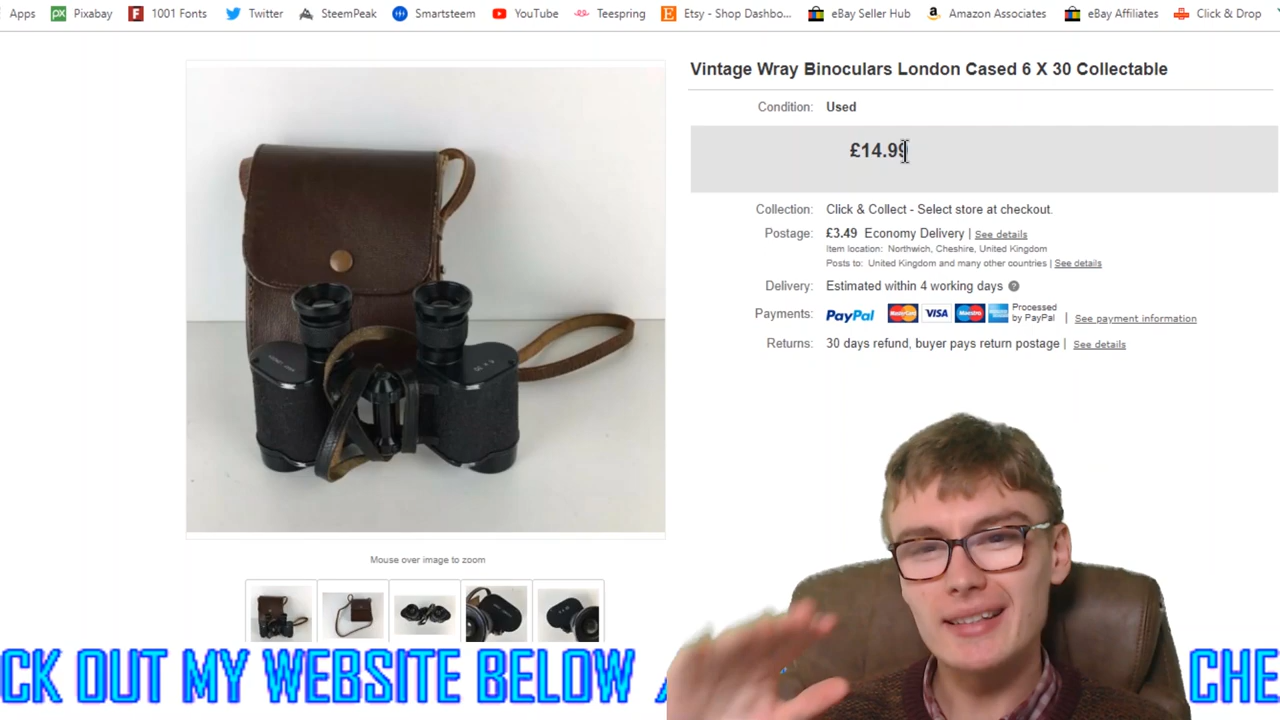 Apps Pixabay 1001 Fonts Twitter SteemPeak Smartsteem YouTube Teespring Etsy - Shop Dashbo... eBay Seller Hub Amazon Associates eBay Affiliates Click & Drop
Vintage Wray Binoculars London Cased 6 X 30 Collectable
Condition: Used
£14.99
Collection: Click & Collect - Select store at checkout.
Postage: £3.49 Economy Delivery | See details
Item location: Northwich, Cheshire, United Kingdom
Posts to: United Kingdom and many other countries | See details
Delivery: Estimated within 4 working days
Payments: PayPal MasterCard VISA Maestro Processed by PayPal | See payment information
Returns: 30 days refund, buyer pays return postage | See details
6 x 30
Mouse over image to zoom
CK OUT MY WEBSITE BELOW CHE